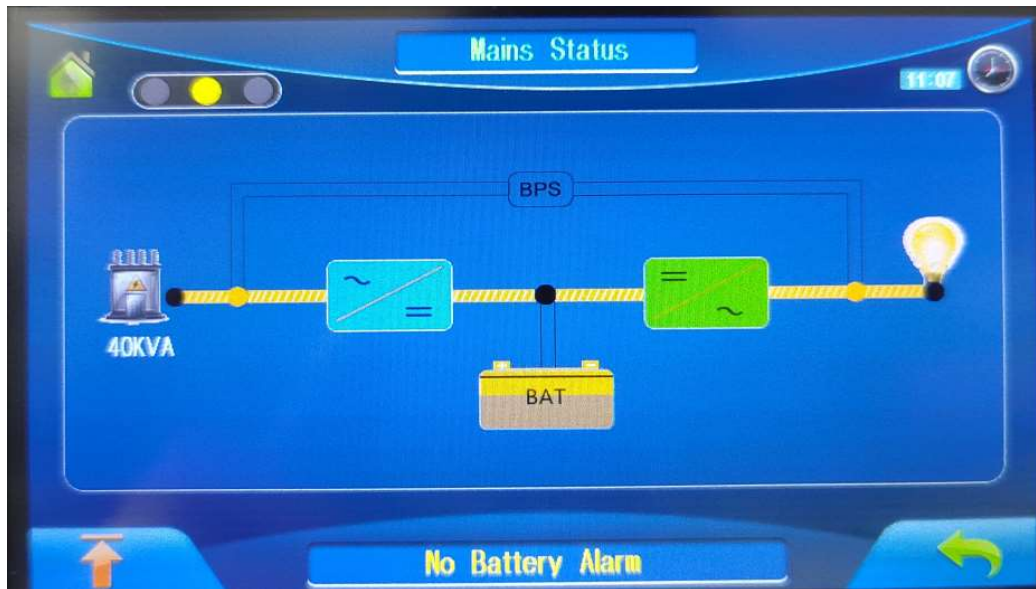 Mains Status
11:07
BPS
40KVA
BAT
No Battery Alarm